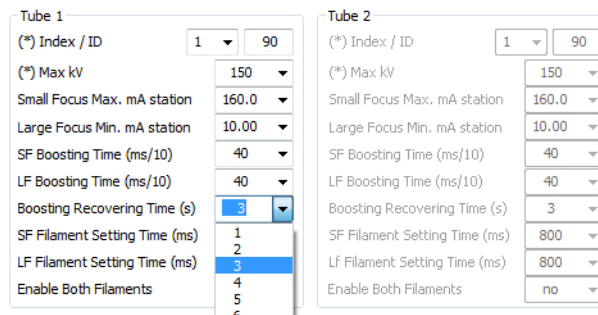 Tube 1
(*) Index / ID 1 90
(*) Max kV 150
Small Focus Max. mA station 160.0
Large Focus Min. mA station 10.00
SF Boosting Time (ms/10) 40
LF Boosting Time (ms/10) 40
Boosting Recovering Time (s) 3
SF Filament Setting Time (ms)
LF Filament Setting Time (ms)
Enable Both Filaments
1
2
3
4
5
Tube 2
(*) Index / ID 1 90
(*) Max kV 150
Small Focus Max. mA station 160.0
Large Focus Min. mA station 10.00
SF Boosting Time (ms/10) 40
LF Boosting Time (ms/10) 40
Boosting Recovering Time (s) 3
SF Filament Setting Time (ms) 800
Lf Filament Setting Time (ms) 800
Enable Both Filaments no